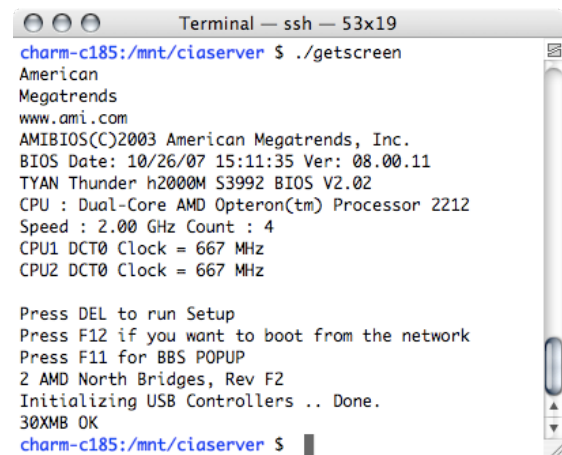 Terminal — ssh — 53x19
charm-c185:/mnt/ciaserver $ ./getscreen
American
Megatrends
www.ami.com
AMIBIOS(C)2003 American Megatrends, Inc.
BIOS Date: 10/26/07 15:11:35 Ver: 08.00.11
TYAN Thunder h2000M S3992 BIOS V2.02
CPU : Dual-Core AMD Opteron(tm) Processor 2212
Speed : 2.00 GHz Count : 4
CPU1 DCT0 Clock = 667 MHz
CPU2 DCT0 Clock = 667 MHz
Press DEL to run Setup
Press F12 if you want to boot from the network
Press F11 for BBS POPUP
2 AMD North Bridges, Rev F2
Initializing USB Controllers .. Done.
30XMB OK
charm-c185:/mnt/ciaserver $